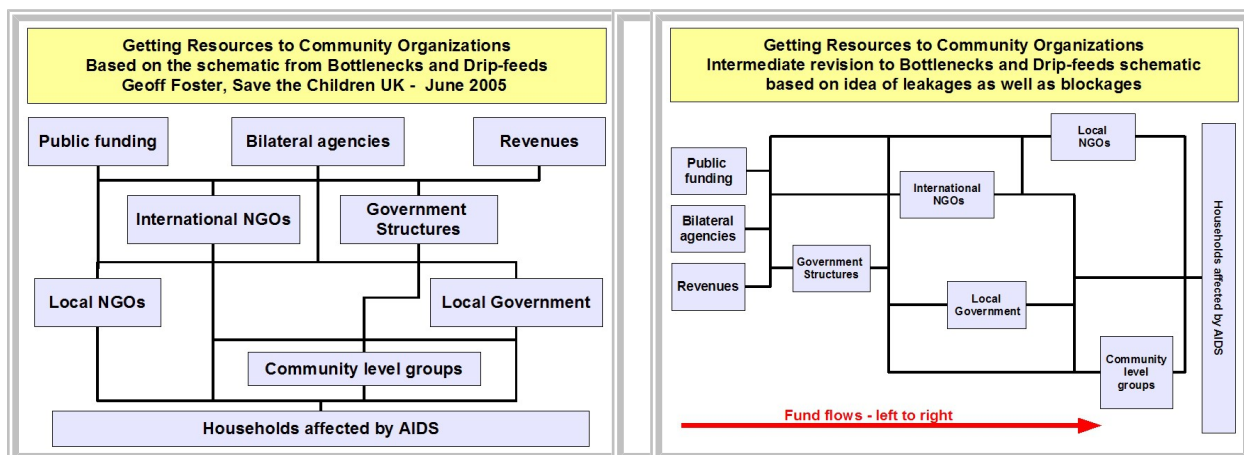 Getting Resources to Community Organizations
Based on the schematic from Bottlenecks and Drip-feeds
Geoff Foster, Save the Children UK - June 2005
Public funding
Bilateral agencies
Revenues
International NGOs
Government
Structures
Local NGOs
Local Government
Community level groups
Households affected by AIDS
Getting Resources to Community Organizations
Intermediate revision to Bottlenecks and Drip-feeds schematic
based on idea of leakages as well as blockages
Local
NGOs
Public
funding
International
NGOs
Bilateral
agencies
Government
Structures
Revenues
Local
Government
Community
level
groups
Households affected by AIDS
Fund flows - left to right